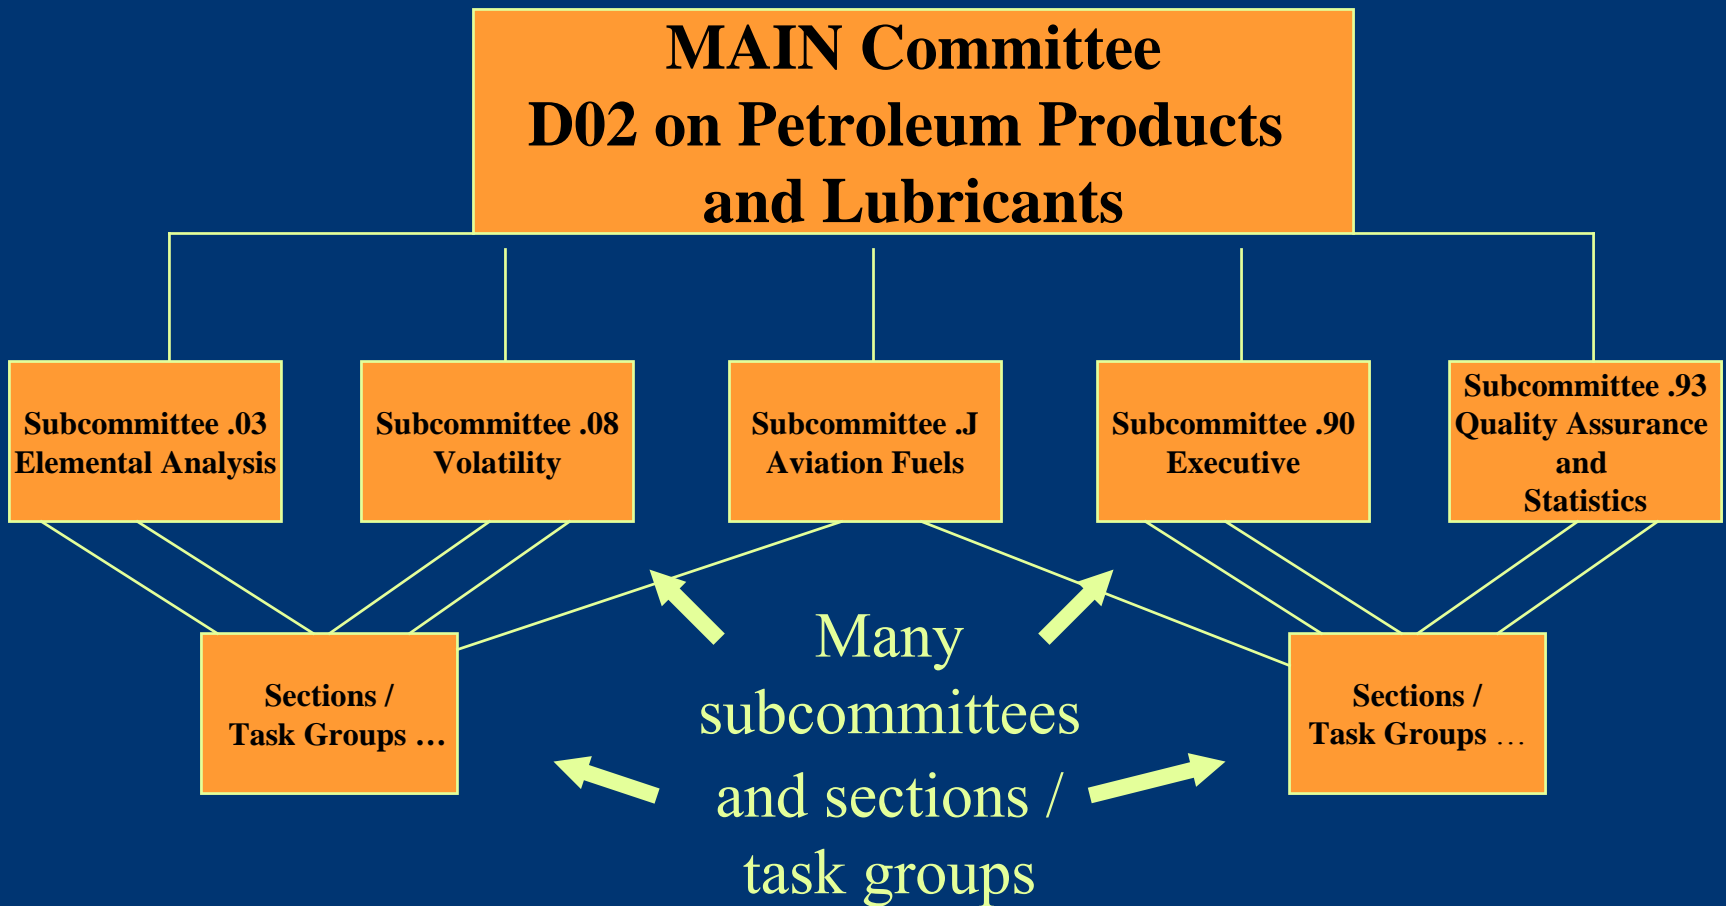 MAIN Committee
D02 on Petroleum Products
and Lubricants
Subcommittee .03
Elemental Analysis
Subcommittee .08
Volatility
Subcommittee .J
Aviation Fuels
Subcommittee .90
Executive
Subcommittee .93
Quality Assurance
and
Statistics
Sections /
Task Groups …
Many
subcommittees
and sections /
task groups
Sections /
Task Groups …